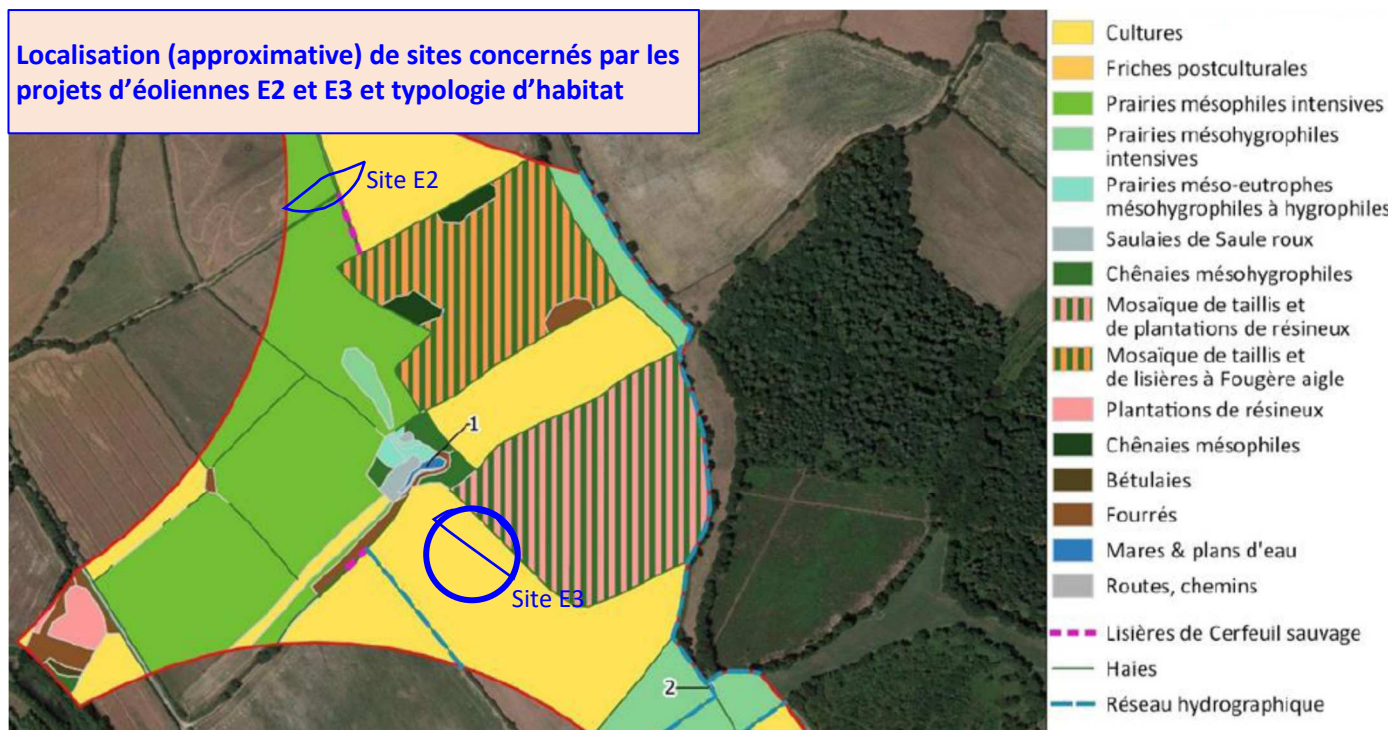 Localisation (approximative) de sites concernés par les
projets d'éoliennes E2 et E3 et typologie d'habitat
Site E2
1
Site E3
2
Cultures
Friches postculturales
Prairies mésophiles intensives
Prairies mésohygrophiles
intensives
Prairies méso-eutrophes
mésohygrophiles à hygrophiles
Saulaies de Saule roux
Chênaies mésohygrophiles
Mosaïque de taillis et
de plantations de résineux
Mosaïque de taillis et
de lisières à Fougère aigle
Plantations de résineux
Chênaies mésophiles
Bétulaies
Fourrés
Mares & plans d'eau
Routes, chemins
Lisières de Cerfeuil sauvage
Haies
Réseau hydrographique